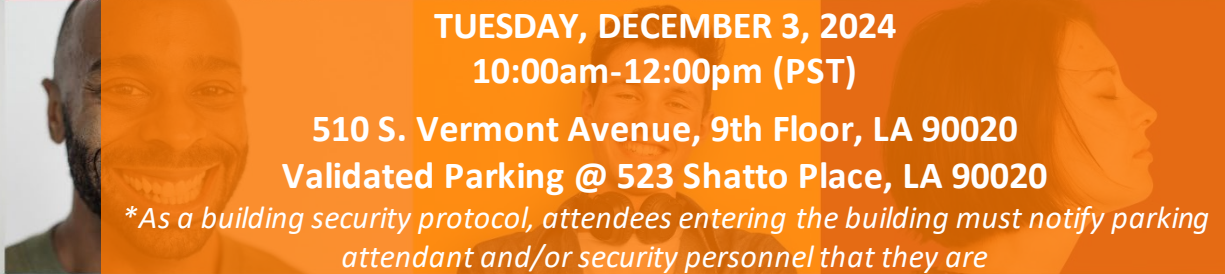 TUESDAY, DECEMBER 3, 2024
10:00am-12:00pm (PST)
510 S. Vermont Avenue, 9th Floor, LA 90020
Validated Parking @ 523 Shatto Place, LA 90020
*As a building security protocol, attendees entering the building must notify parking
attendant and/or security personnel that they are